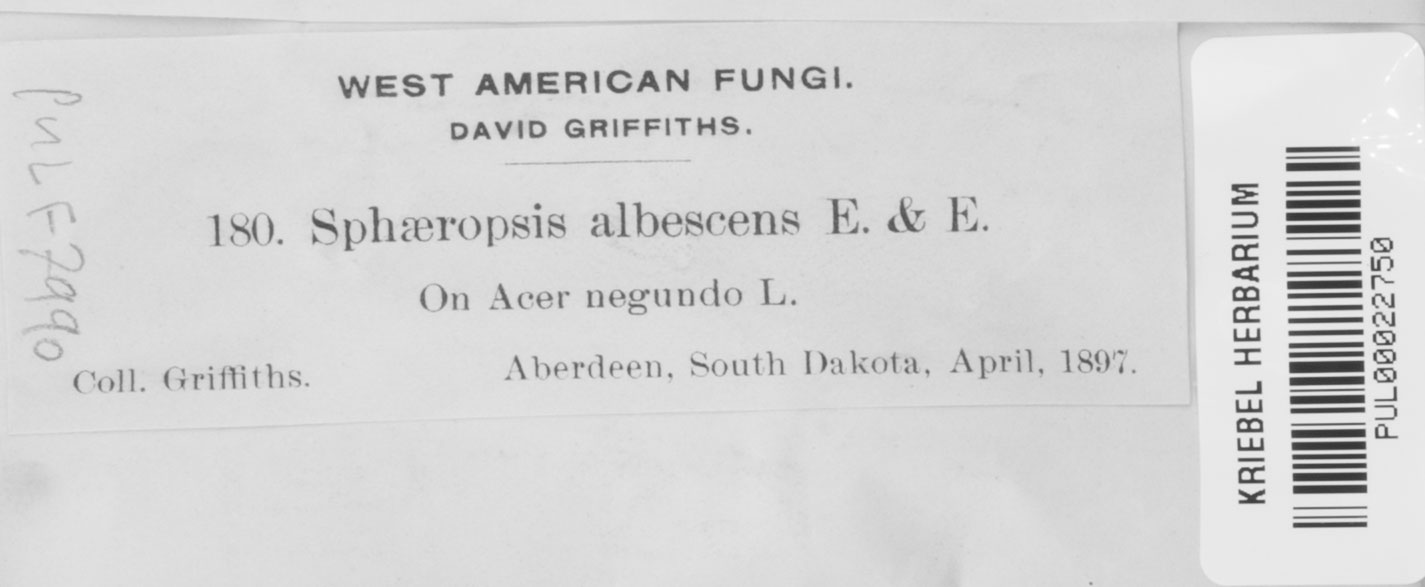 WEST AMERICAN FUNGI.
DAVID GRIFFITHS.
180. Sphæropsis albescens E. & E.
On Acer negundo L.
Coll. Griffiths. Aberdeen, South Dakota, April, 1897.
PUL F7990
KRIEBEL HERBARIUM
PUL00022750